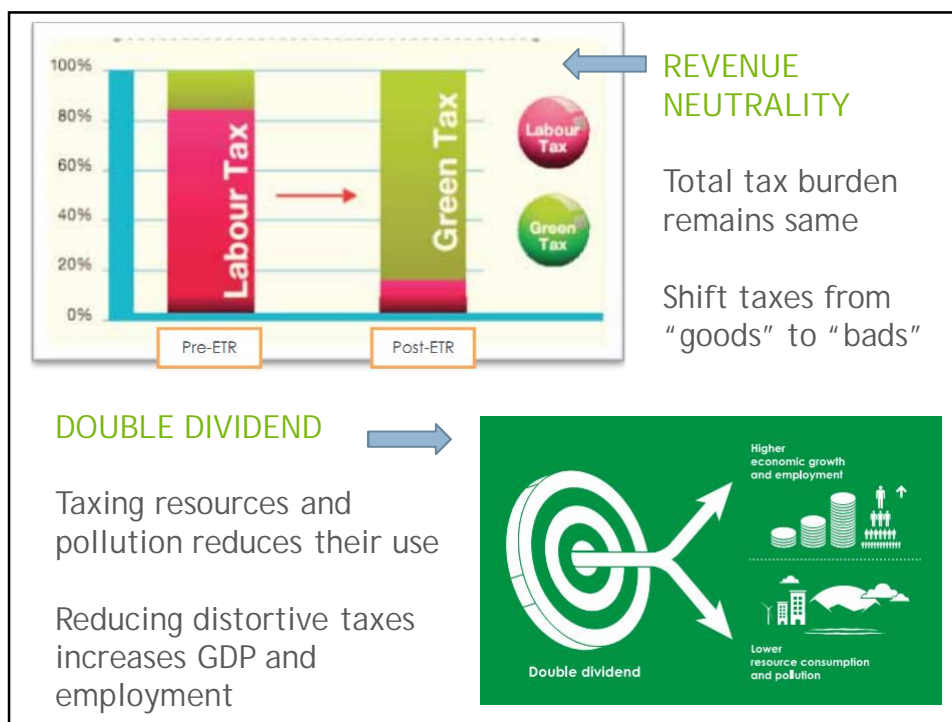 100%
80%
60%
40%
20%
0%
Labour Tax
Green Tax
Labour
Tax
Green
Tax
Pre-ETR
Post-ETR
REVENUE
NEUTRALITY
Total tax burden
remains same
Shift taxes from
“goods” to “bads”
DOUBLE DIVIDEND
Taxing resources and
pollution reduces their use
Reducing distortive taxes
increases GDP and
employment
Double dividend
Higher
economic growth
and employment
Lower
resource consumption
and pollution